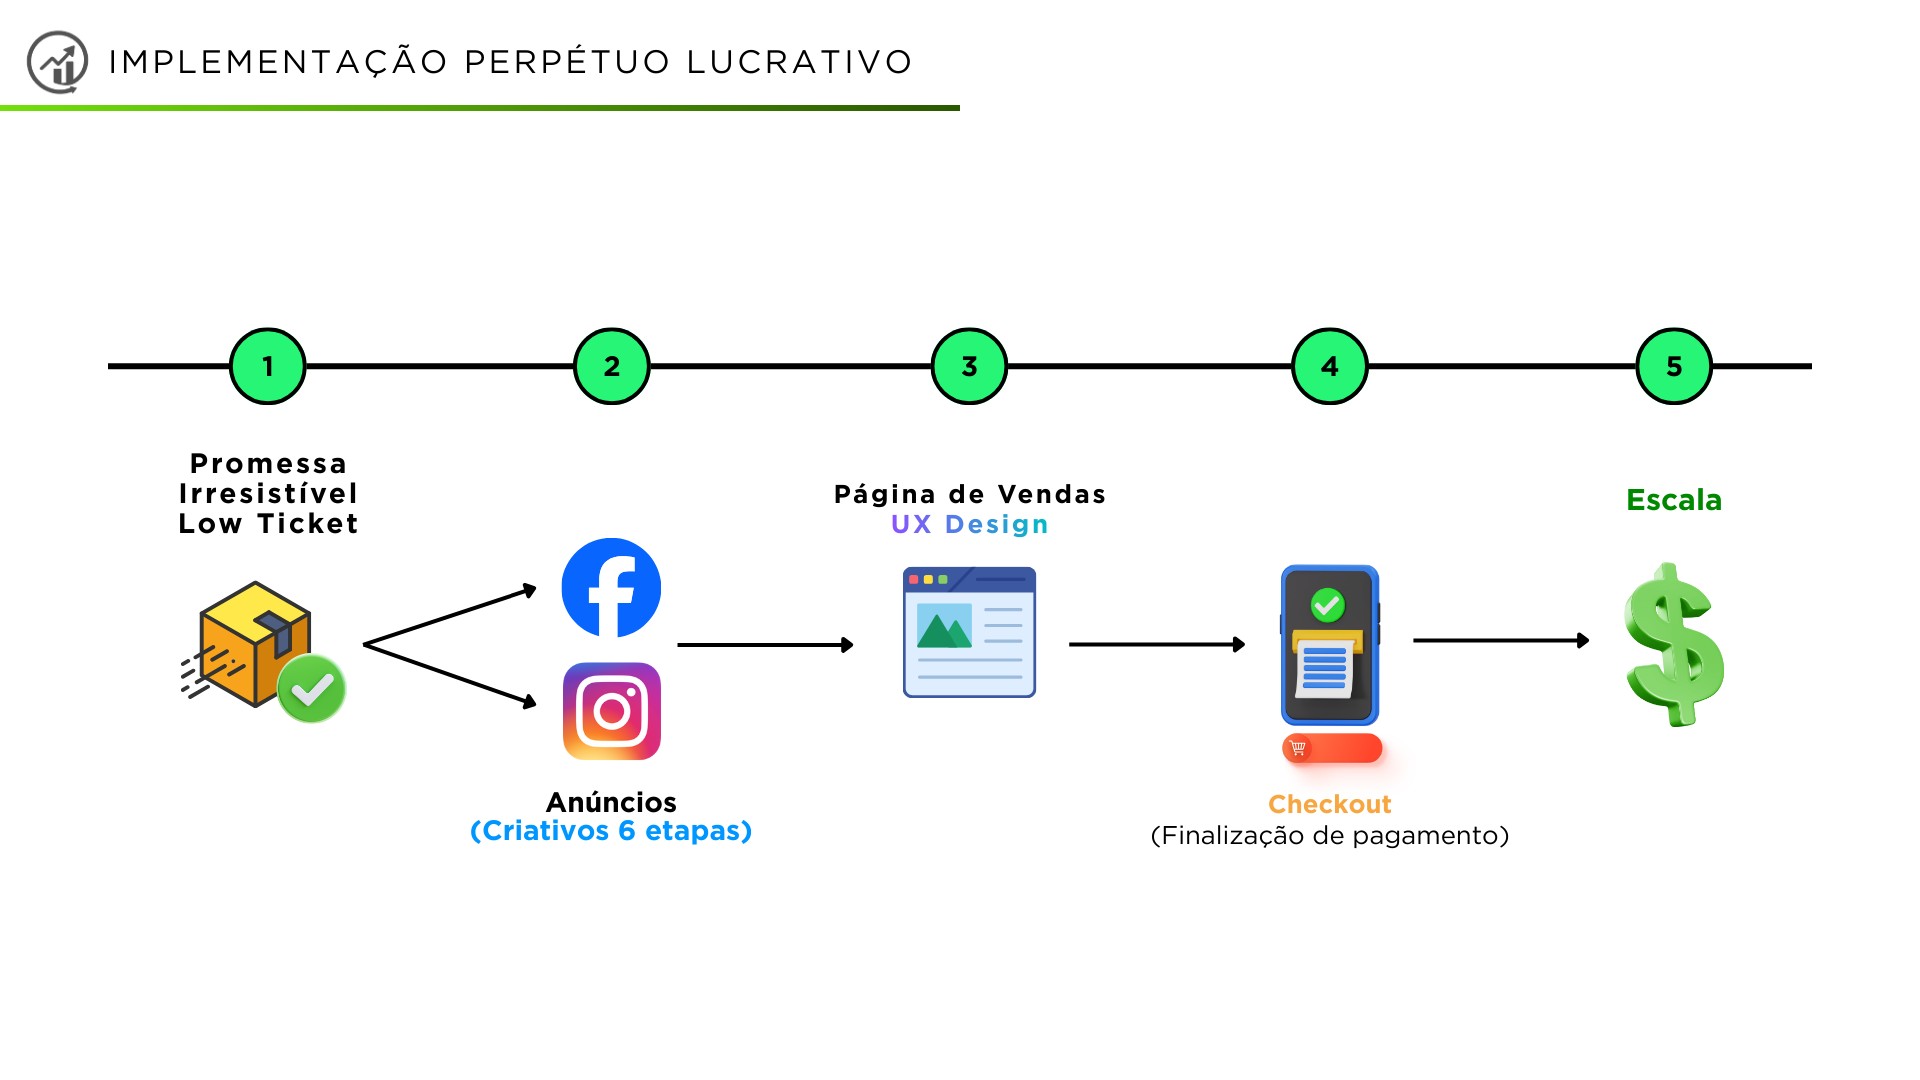 IMPLEMENTAÇÃO PERPÉTUO LUCRATIVO
1
2
3
4
5
Promessa
Irresistível
Low Ticket
Anúncios
(Criativos 6 etapas)
Página de Vendas
UX Design
Checkout
(Finalização de pagamento)
Escala